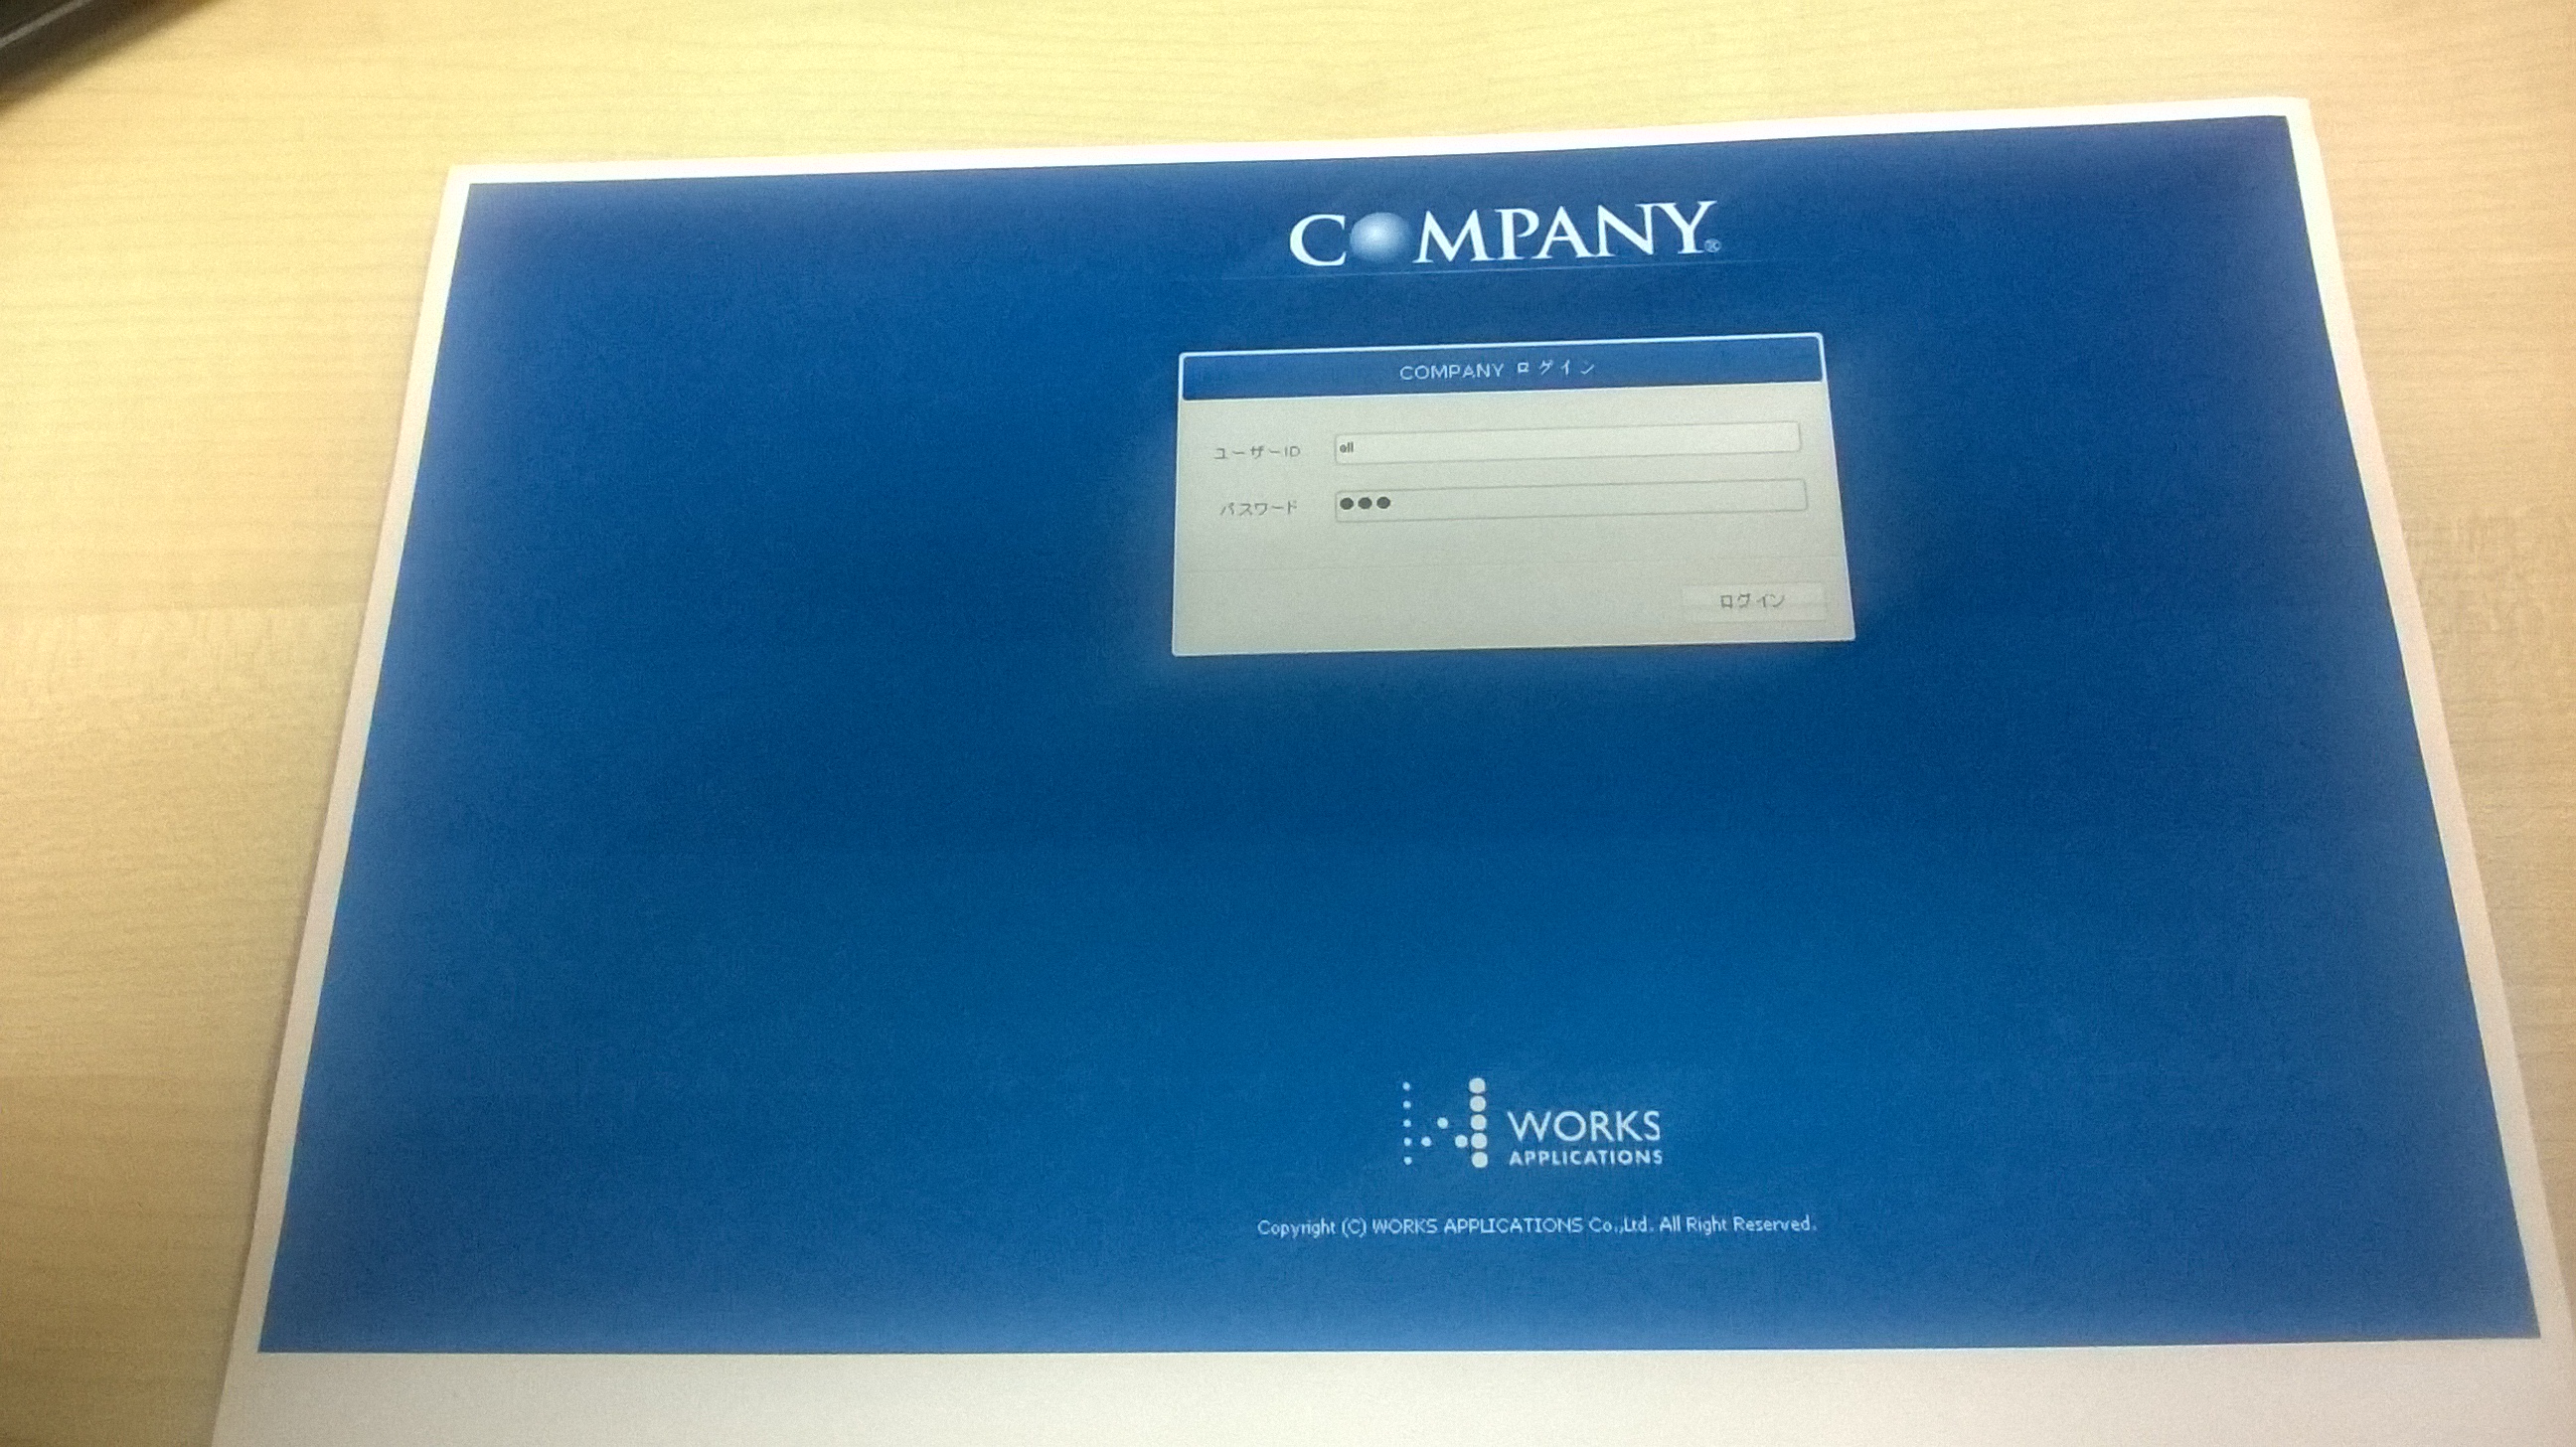 COMPANY®
COMPANY ログイン
ユーザーID all
パスワード ●●●
ログイン
WORKS
APPLICATIONS
Copyright (C) WORKS APPLICATIONS Co.,Ltd. All Right Reserved.